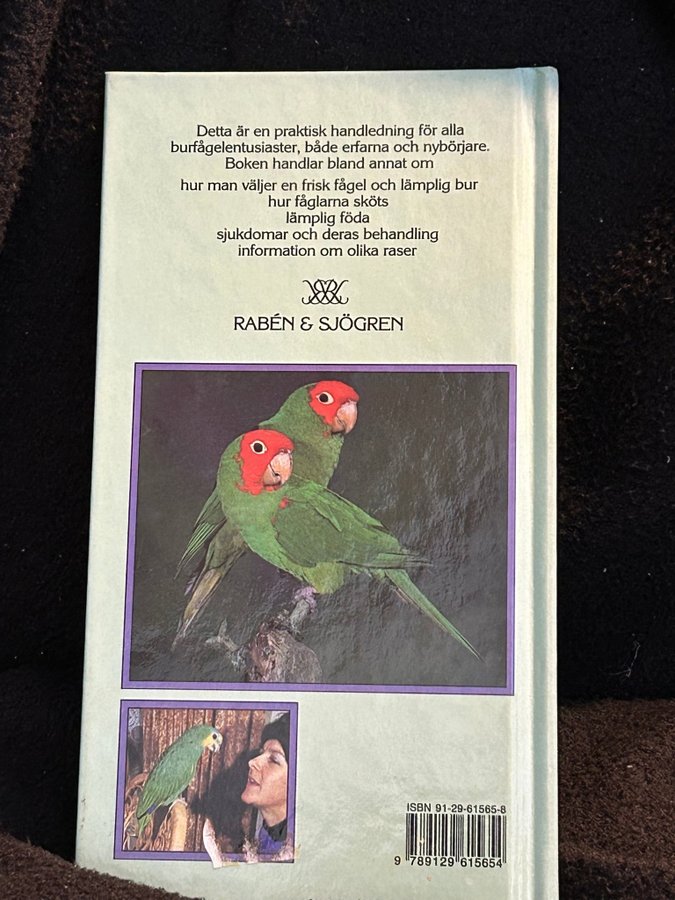 Detta är en praktisk handledning för alla
burfågelentusiaster, både erfarna och nybörjare.
Boken handlar bland annat om
hur man väljer en frisk fågel och lämplig bur
hur fåglarna sköts
lämplig föda
sjukdomar och deras behandling
information om olika raser
RABÉN & SJÖGREN
ISBN 91-29-61565-8
9 789129 615654